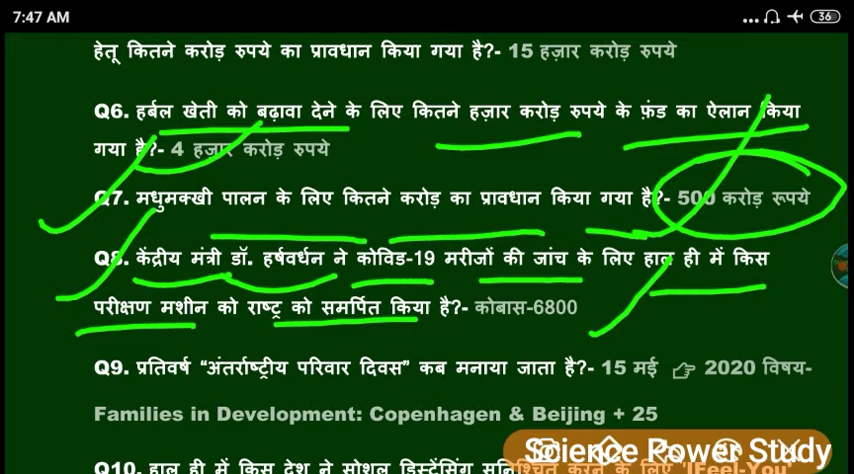 7:47 AM
36
हेतू कितने करोड़ रुपये का प्रावधान किया गया है?- 15 हज़ार करोड़ रुपये
Q6. हर्बल खेती को बढ़ावा देने के लिए कितने हज़ार करोड़ रुपये के फ़ंड का ऐलान किया
गया है?- 4 हजार करोड़ रुपये
Q7. मधुमक्खी पालन के लिए कितने करोड़ का प्रावधान किया गया है?- 500 करोड़ रूपये
Q8. केंद्रीय मंत्री डॉ. हर्षवर्धन ने कोविड-19 मरीजों की जांच के लिए हाल ही में किस
परीक्षण मशीन को राष्ट्र को समर्पित किया है?- कोबास-6800
Q9. प्रतिवर्ष “अंतर्राष्ट्रीय परिवार दिवस” कब मनाया जाता है?- 15 मई 👉 2020 विषय-
Families in Development: Copenhagen & Beijing + 25
Q10. हाल ही में किस देश ने सोशल डिस्टेंसिंग सुनिश्चित करने के लिए "IFeel-You
Science Power Study